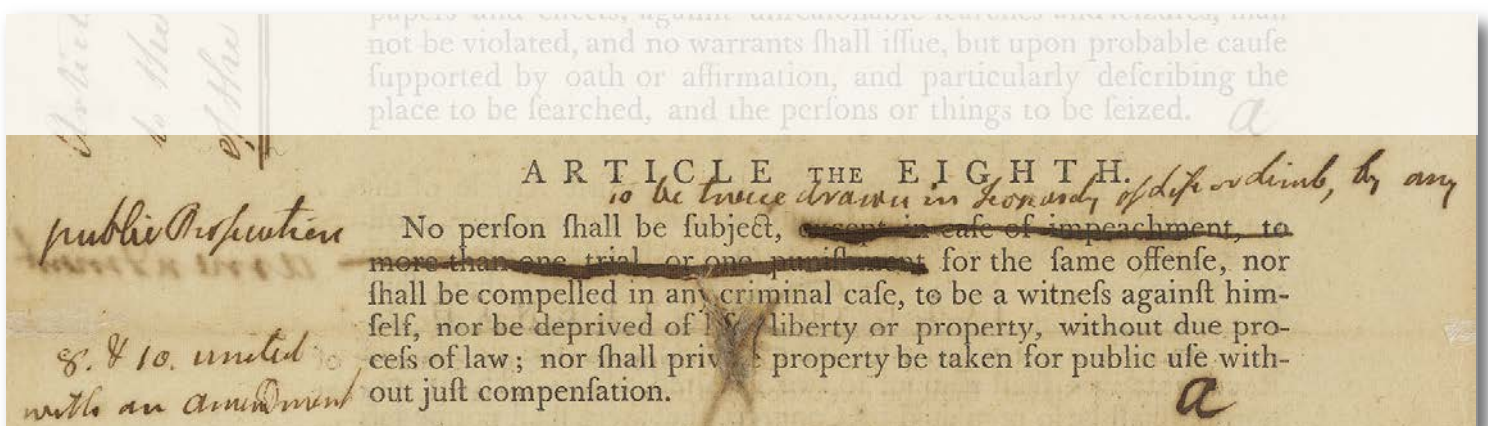 papers and effects, againſt unreaſonable ſearches and ſeizures, ſhall
not be violated, and no warrants ſhall iſſue, but upon probable cauſe
ſupported by oath or affirmation, and particularly deſcribing the
place to be ſearched, and the perſons or things to be ſeized.
a
to the
of the
ARTICLE THE EIGHTH.
to be twice drawn in Jeopardy of life or limb, by any
public Proſecution
No perſon ſhall be ſubject, except in caſe of impeachment, to
more than one trial, or one puniſhment for the ſame offenſe, nor
ſhall be compelled in any criminal caſe, to be a witneſs againſt him-
ſelf, nor be deprived of life, liberty or property, without due pro-
ceſs of law; nor ſhall private property be taken for public uſe with-
out juſt compenſation.
8. & 10. united
with an amendment
a